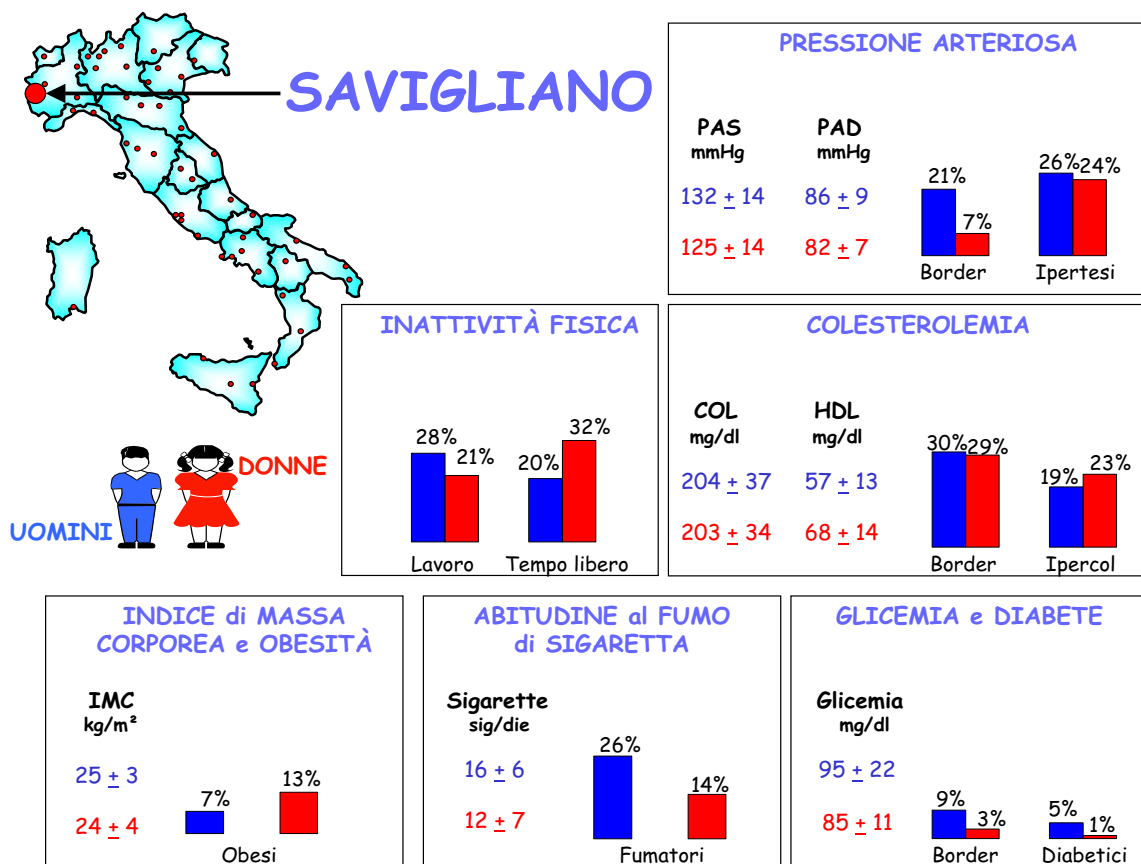 SAVIGLIANO
UOMINI
DONNE
PRESSIONE ARTERIOSA
PAS PAD
mmHg mmHg
132 + 14 86 + 9
125 + 14 82 + 7
21% 7% 26% 24%
Border Ipertesi
INATTIVITÀ FISICA
28% 21% 20% 32%
Lavoro Tempo libero
COLESTEROLEMIA
COL HDL
mg/dl mg/dl
204 + 37 57 + 13
203 + 34 68 + 14
30% 29% 19% 23%
Border Ipercol
INDICE di MASSA
CORPOREA e OBESITÀ
IMC
kg/m²
25 + 3
24 + 4
7% 13%
Obesi
ABITUDINE al FUMO
di SIGARETTA
Sigarette
sig/die
16 + 6
12 + 7
26% 14%
Fumatori
GLICEMIA e DIABETE
Glicemia
mg/dl
95 + 22
85 + 11
9% 3% 5% 1%
Border Diabetici